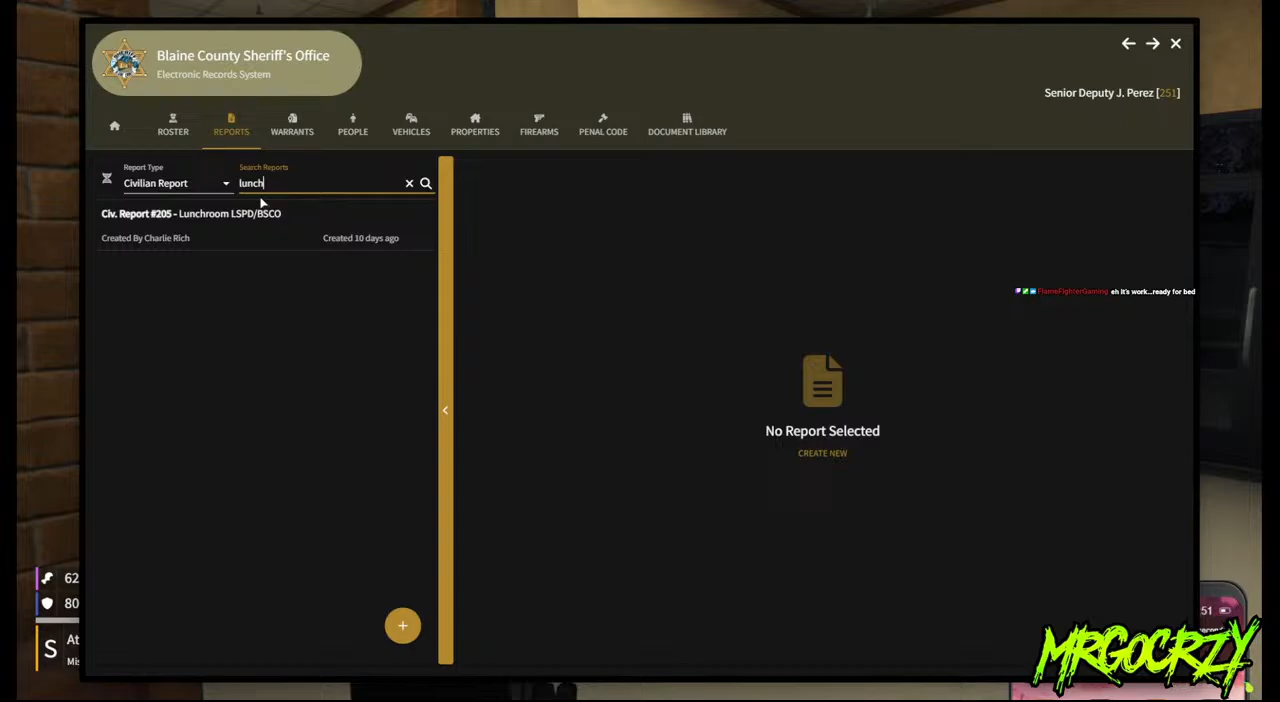 Blaine County Sheriff's Office
Electronic Records System
Senior Deputy J. Perez [251]
ROSTER
REPORTS
WARRANTS
PEOPLE
VEHICLES
PROPERTIES
FIREARMS
PENAL CODE
DOCUMENT LIBRARY
Report Type
Civilian Report
Search Reports
lunch
Civ. Report #205 - Lunchroom LSPD/BSCO
Created By Charlie Rich
Created 10 days ago
FlameFighterGaming eh it's work...ready for bed
No Report Selected
CREATE NEW
62
80
S
At
Mis
51
MRGOCRZY.